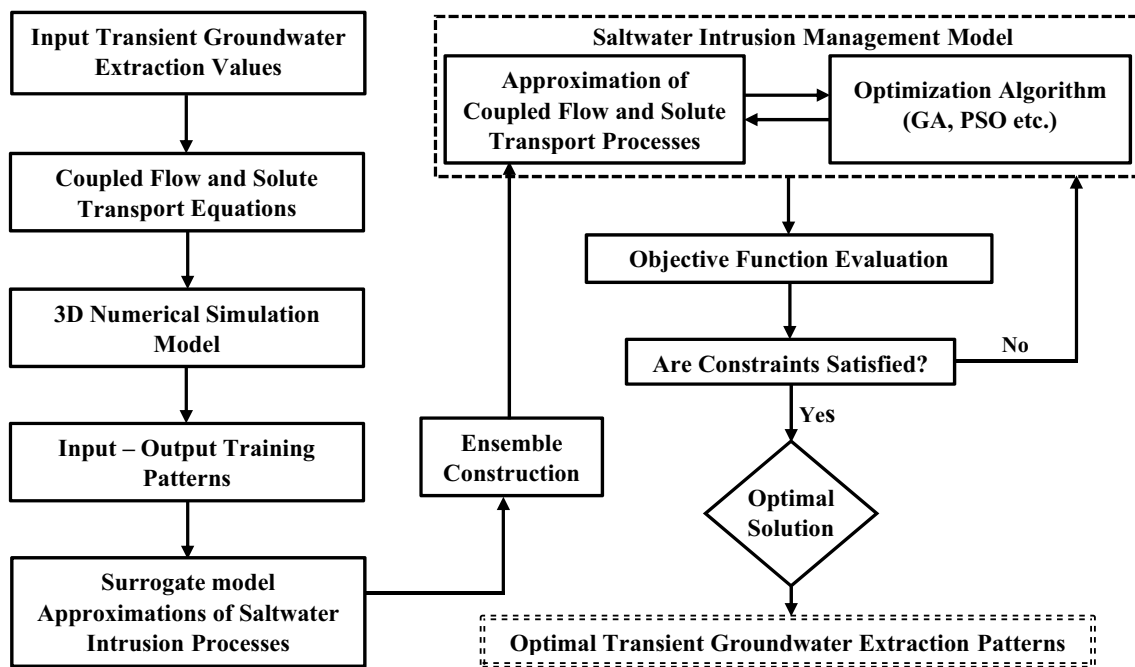 Input Transient Groundwater
Extraction Values
Coupled Flow and Solute
Transport Equations
3D Numerical Simulation
Model
Input – Output Training
Patterns
Surrogate model
Approximations of Saltwater
Intrusion Processes
Ensemble
Construction
Saltwater Intrusion Management Model
Approximation of
Coupled Flow and Solute
Transport Processes
Optimization Algorithm
(GA, PSO etc.)
Objective Function Evaluation
Are Constraints Satisfied?
No
Yes
Optimal
Solution
Optimal Transient Groundwater Extraction Patterns